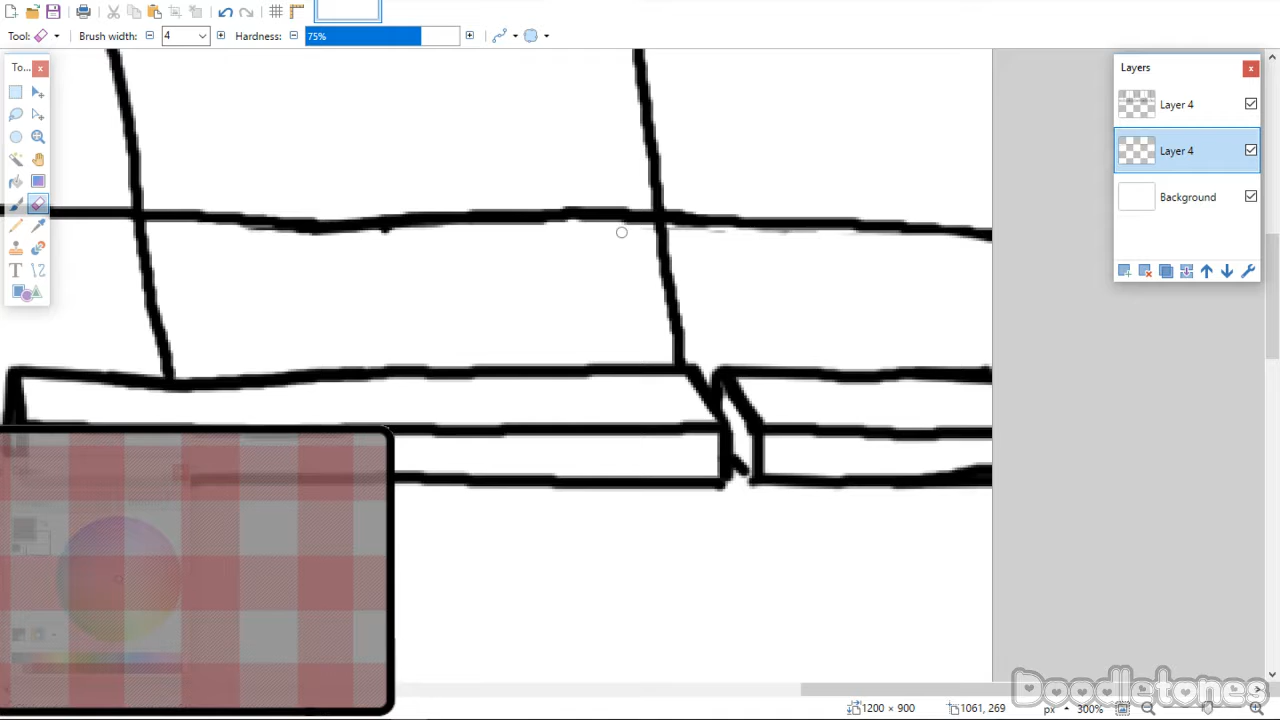 Tool: Brush width: 4 Hardness: 75%
To...
Layers
Layer 4
Layer 4
Background
Doodletones
1200 × 900 1061, 269 px 300%